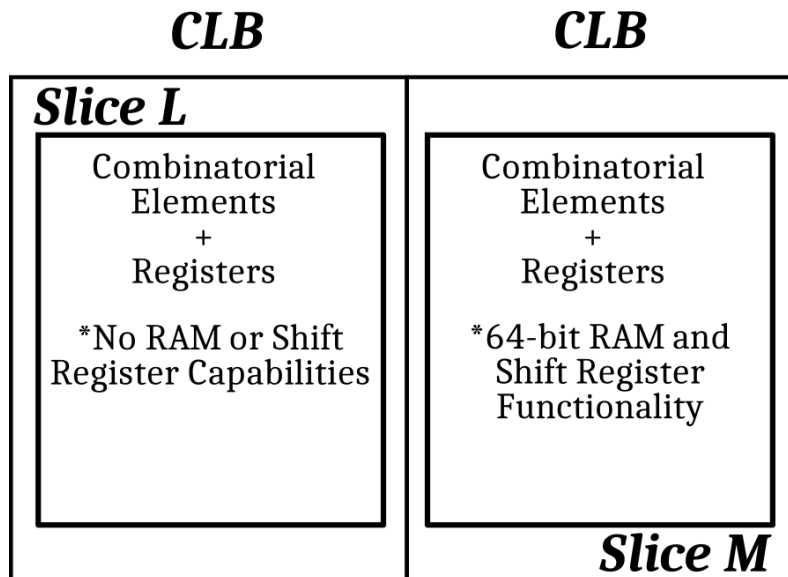 CLB
CLB
Slice L
Combinatorial
Elements
+
Registers
*No RAM or Shift
Register Capabilities
Combinatorial
Elements
+
Registers
*64-bit RAM and
Shift Register
Functionality
Slice M